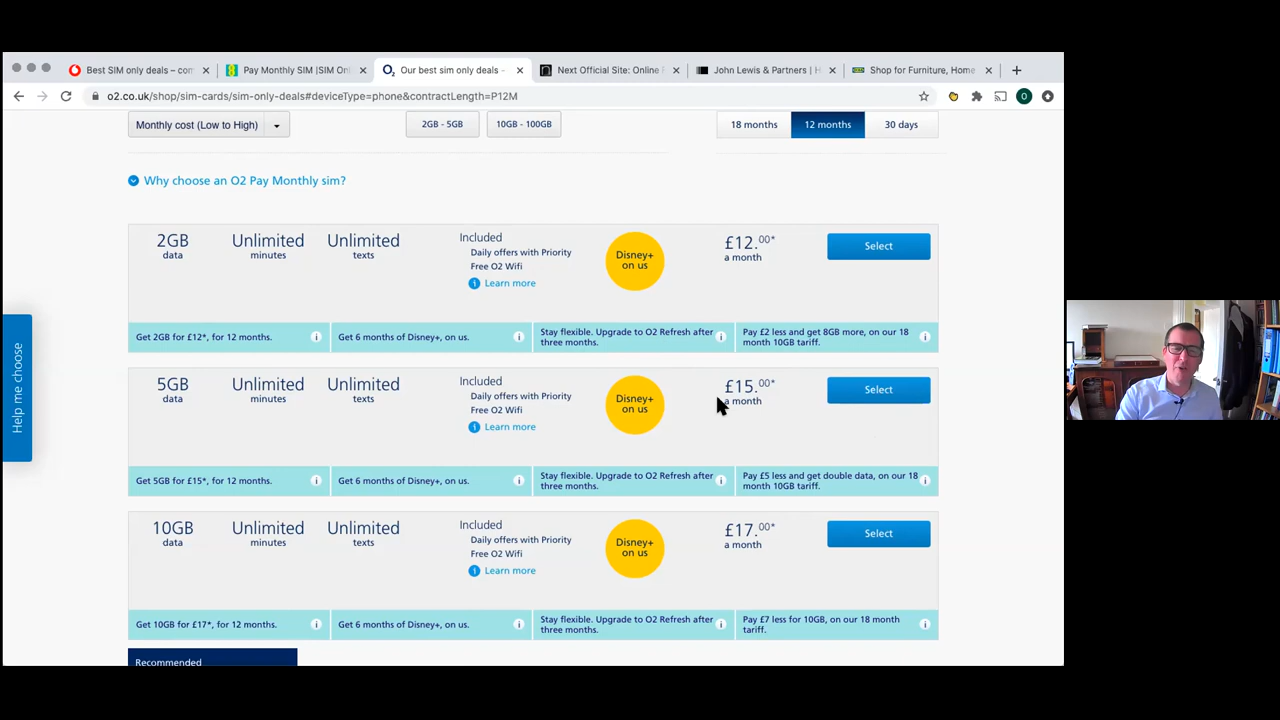 Best SIM only deals – com
Pay Monthly SIM |SIM Onl
O2 Our best sim only deals -
Next Official Site: Online F
John Lewis & Partners | H
Shop for Furniture, Home
o2.co.uk/shop/sim-cards/sim-only-deals#deviceType=phone&contractLength=P12M
O
Monthly cost (Low to High)
2GB - 5GB
10GB - 100GB
18 months
12 months
30 days
Why choose an O2 Pay Monthly sim?
2GB
data
Unlimited
minutes
Unlimited
texts
Included
Daily offers with Priority
Free O2 Wifi
Learn more
Disney+
on us
£12.00*
a month
Select
Get 2GB for £12*, for 12 months.
Get 6 months of Disney+, on us.
Stay flexible. Upgrade to O2 Refresh after
three months.
Pay £2 less and get 8GB more, on our 18
month 10GB tariff.
5GB
data
Unlimited
minutes
Unlimited
texts
Included
Daily offers with Priority
Free O2 Wifi
Learn more
Disney+
on us
£15.00*
a month
Select
Get 5GB for £15*, for 12 months.
Get 6 months of Disney+, on us.
Stay flexible. Upgrade to O2 Refresh after
three months.
Pay £5 less and get double data, on our 18
month 10GB tariff.
10GB
data
Unlimited
minutes
Unlimited
texts
Included
Daily offers with Priority
Free O2 Wifi
Learn more
Disney+
on us
£17.00*
a month
Select
Get 10GB for £17*, for 12 months.
Get 6 months of Disney+, on us.
Stay flexible. Upgrade to O2 Refresh after
three months.
Pay £7 less for 10GB, on our 18 month
tariff.
Recommended
Help me choose